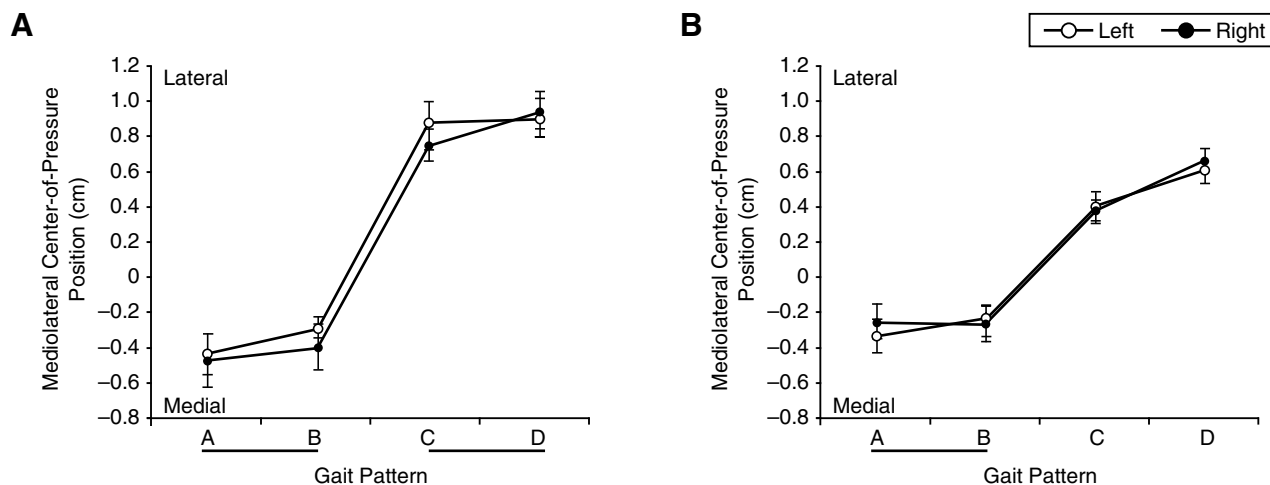 A
Mediolateral Center-of-Pressure
Position (cm)
1.2
1.0
0.8
0.6
0.4
0.2
0
–0.2
–0.4
–0.6
–0.8
Lateral
Medial
A B C D
Gait Pattern
B
Left Right
Mediolateral Center-of-Pressure
Position (cm)
1.2
1.0
0.8
0.6
0.4
0.2
0
–0.2
–0.4
–0.6
–0.8
Lateral
Medial
A B C D
Gait Pattern